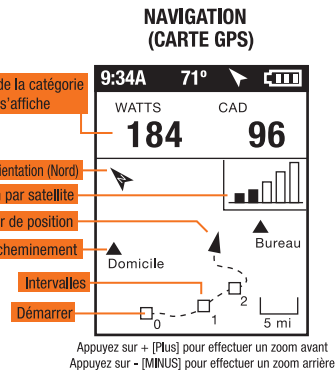 NAVIGATION
(CARTE GPS)
9:34A 71º
de la catégorie
s'affiche
WATTS CAD
184 96
ientation (Nord)
N
par satellite
r de position
Bureau
cheminement
Domicile
Intervalles
2
Démarrer
0
1
5 mi
Appuyez sur + [Plus] pour effectuer un zoom avant
Appuyez sur - [MINUS] pour effectuer un zoom arrière